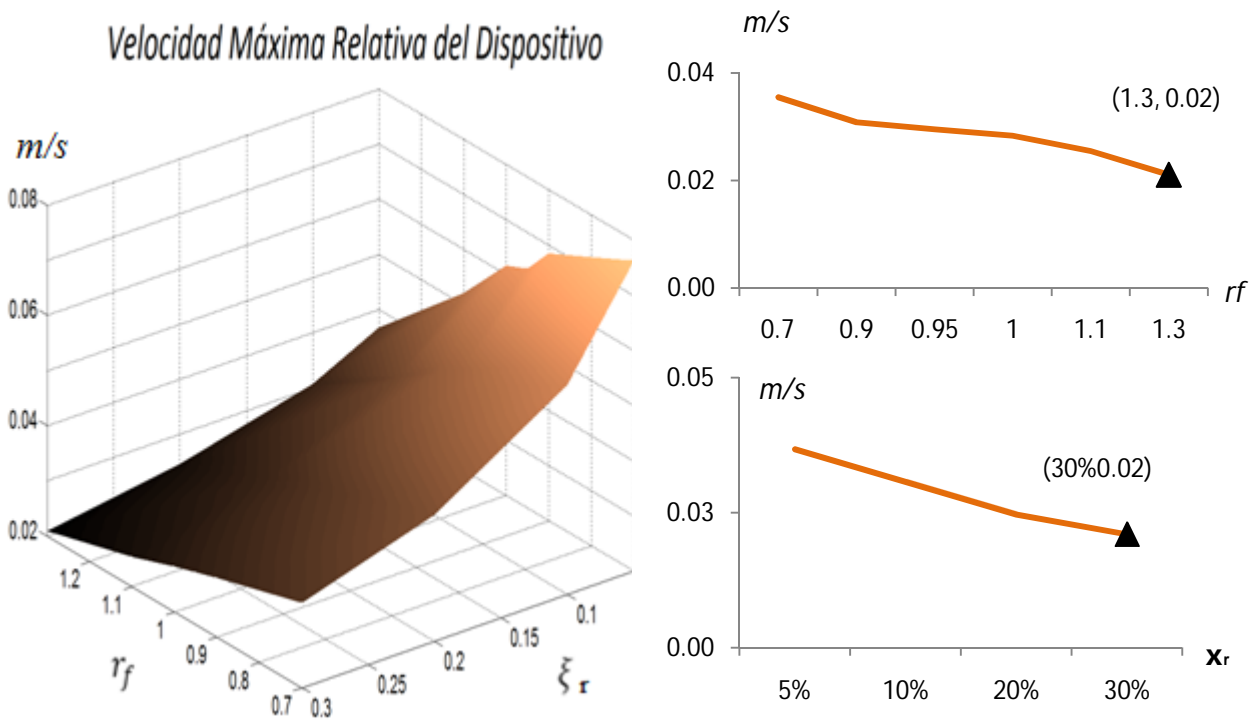 Velocidad Máxima Relativa del Dispositivo
m/s
0.08
0.06
0.04
0.02
1.2
1.1
1
0.9
0.8
0.7
r_f
0.3
0.25
0.2
0.15
0.1
ξ r
m/s
0.04
0.02
0.00
(1.3, 0.02)
rf
0.7 0.9 0.95 1 1.1 1.3
m/s
0.05
0.03
0.00
(30%0.02)
xr
5% 10% 20% 30%